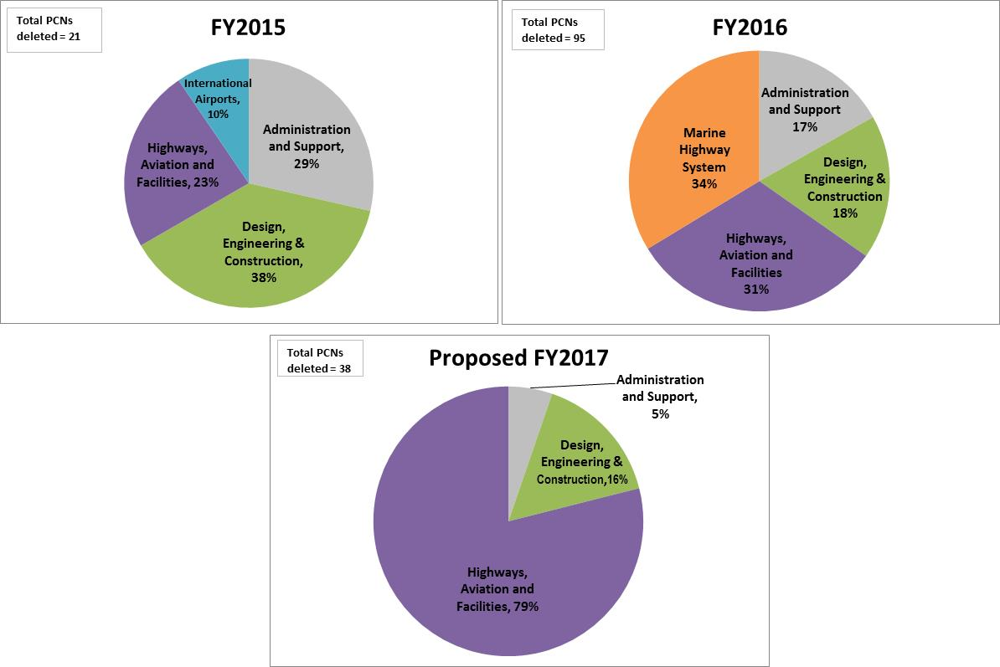 Total PCNs
deleted = 21
FY2015
International
Airports,
10%
Administration
and Support,
29%
Highways,
Aviation and
Facilities, 23%
Design,
Engineering &
Construction,
38%
Total PCNs
deleted = 95
FY2016
Administration
and Support
17%
Marine
Highway
System
34%
Design,
Engineering &
Construction
18%
Highways,
Aviation and
Facilities
31%
Total PCNs
deleted = 38
Proposed FY2017
Administration
and Support,
5%
Design,
Engineering &
Construction,16%
Highways,
Aviation and
Facilities, 79%